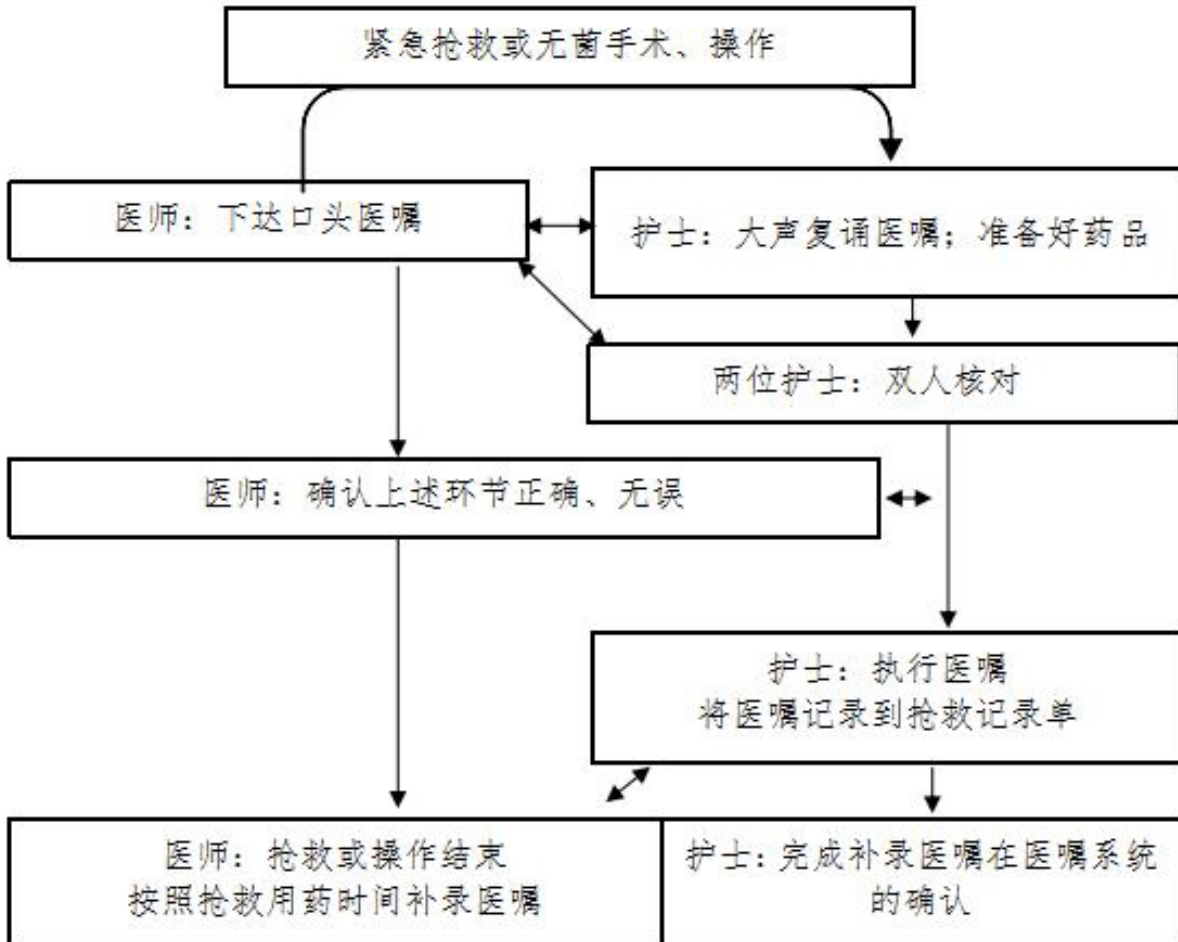 紧急抢救或无菌手术、操作
医师：下达口头医嘱
护士：大声复诵医嘱；准备好药品
两位护士：双人核对
医师：确认上述环节正确、无误
护士：执行医嘱
将医嘱记录到抢救记录单
医师：抢救或操作结束
按照抢救用药时间补录医嘱
护士：完成补录医嘱在医嘱系统
的确认